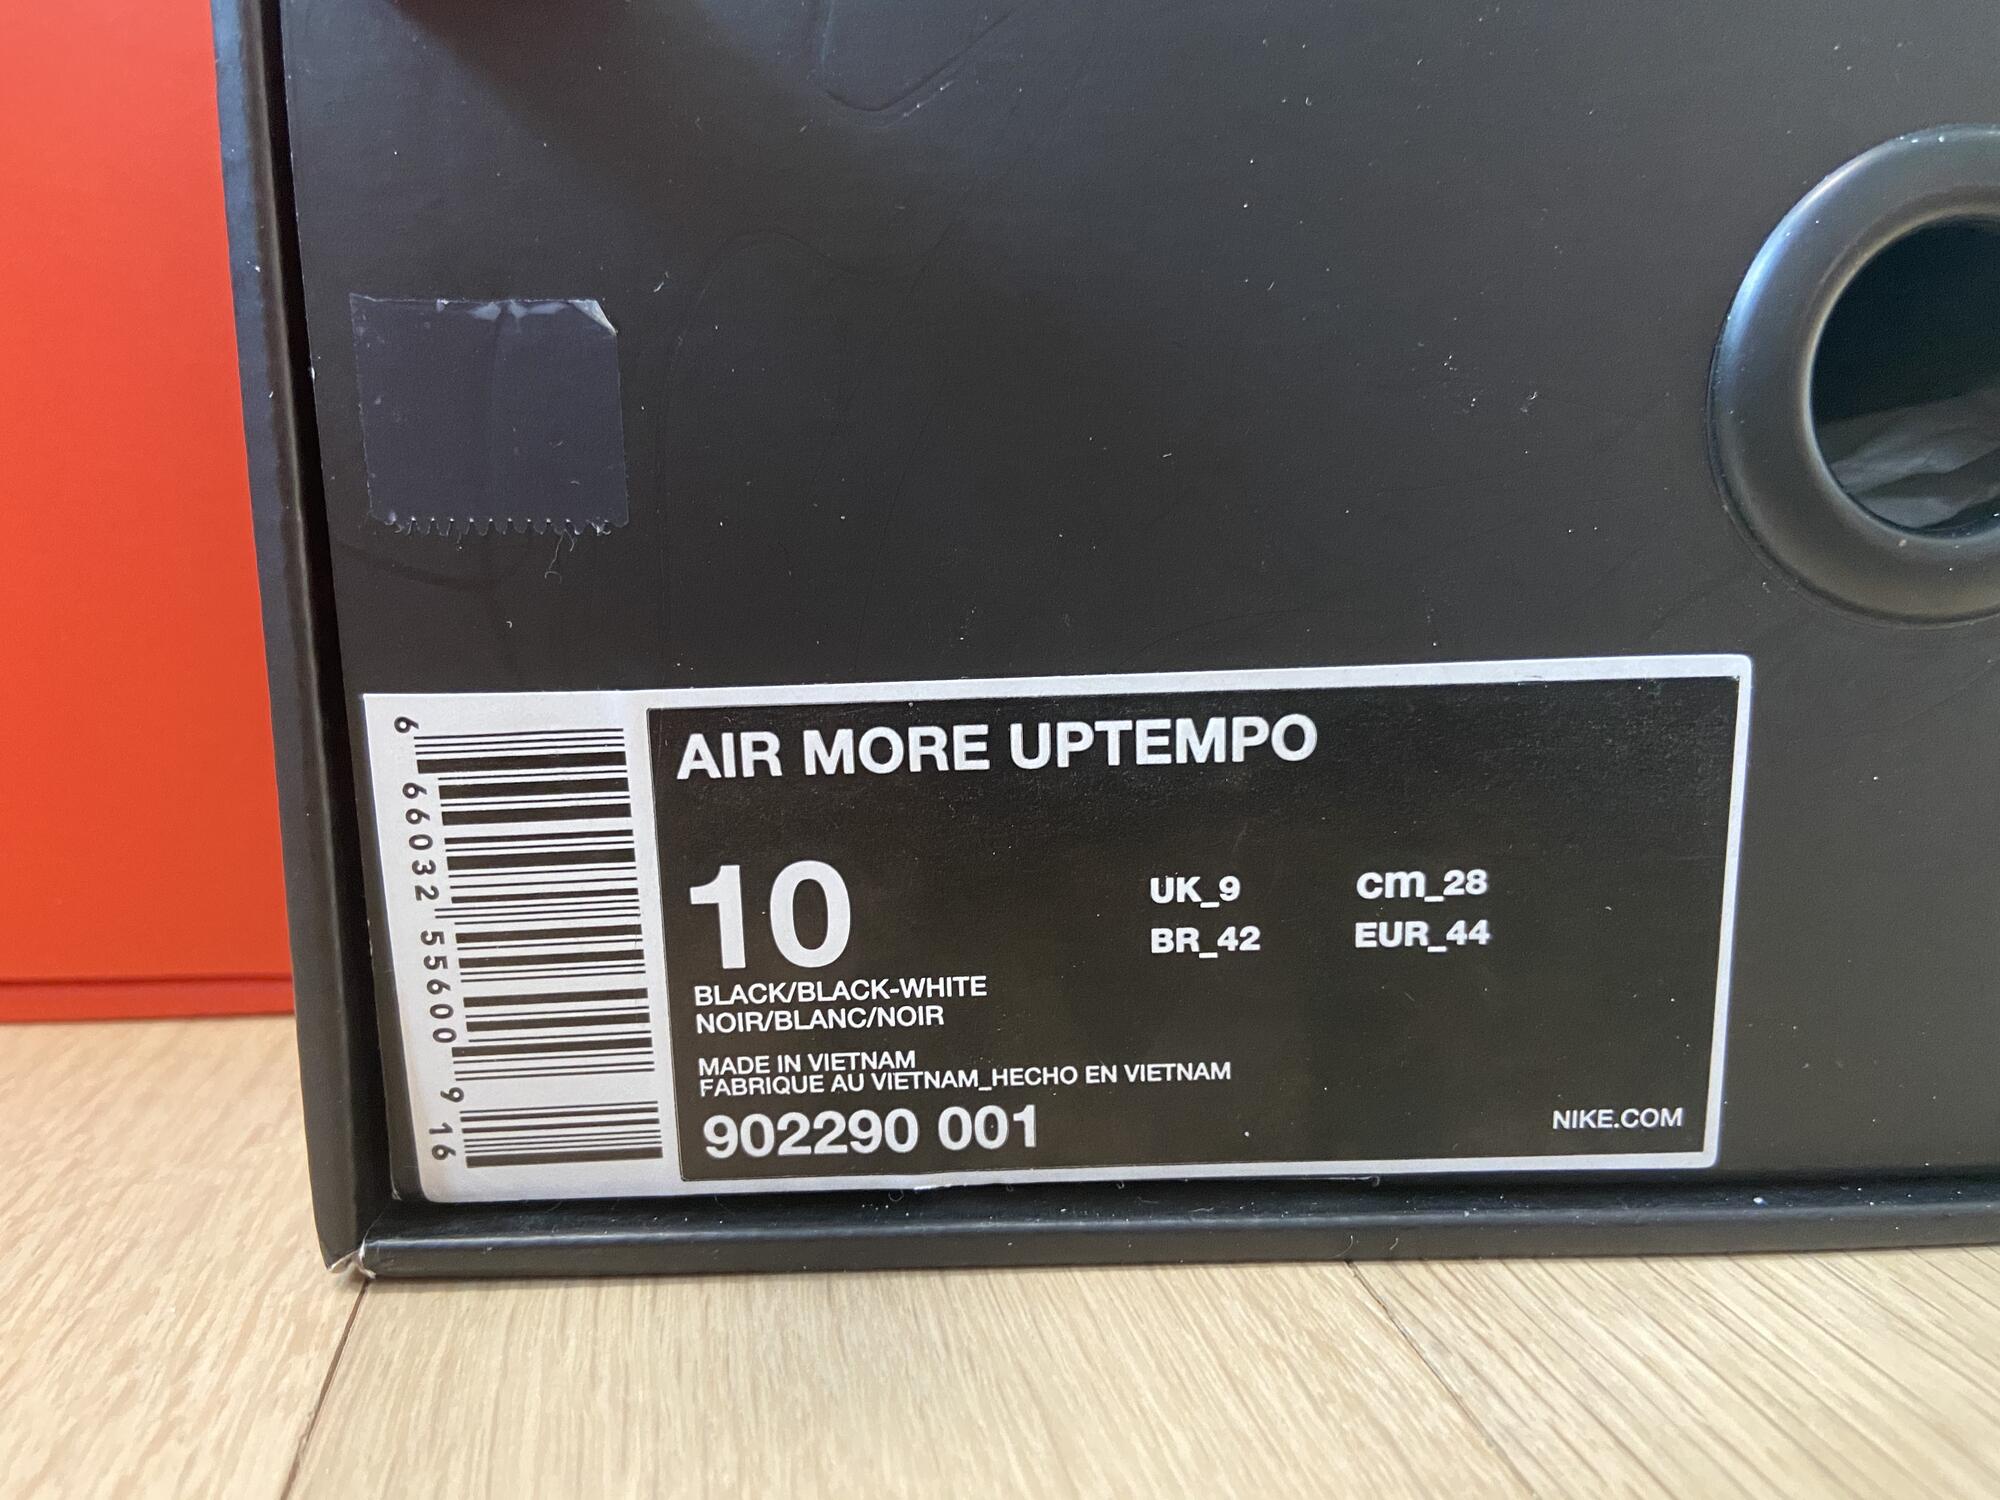 AIR MORE UPTEMPO
10
UK_9 cm_28
BR_42 EUR_44
BLACK/BLACK-WHITE
NOIR/BLANC/NOIR
MADE IN VIETNAM
FABRIQUE AU VIETNAM_HECHO EN VIETNAM
902290 001
NIKE.COM
6 66032 55600 9 16